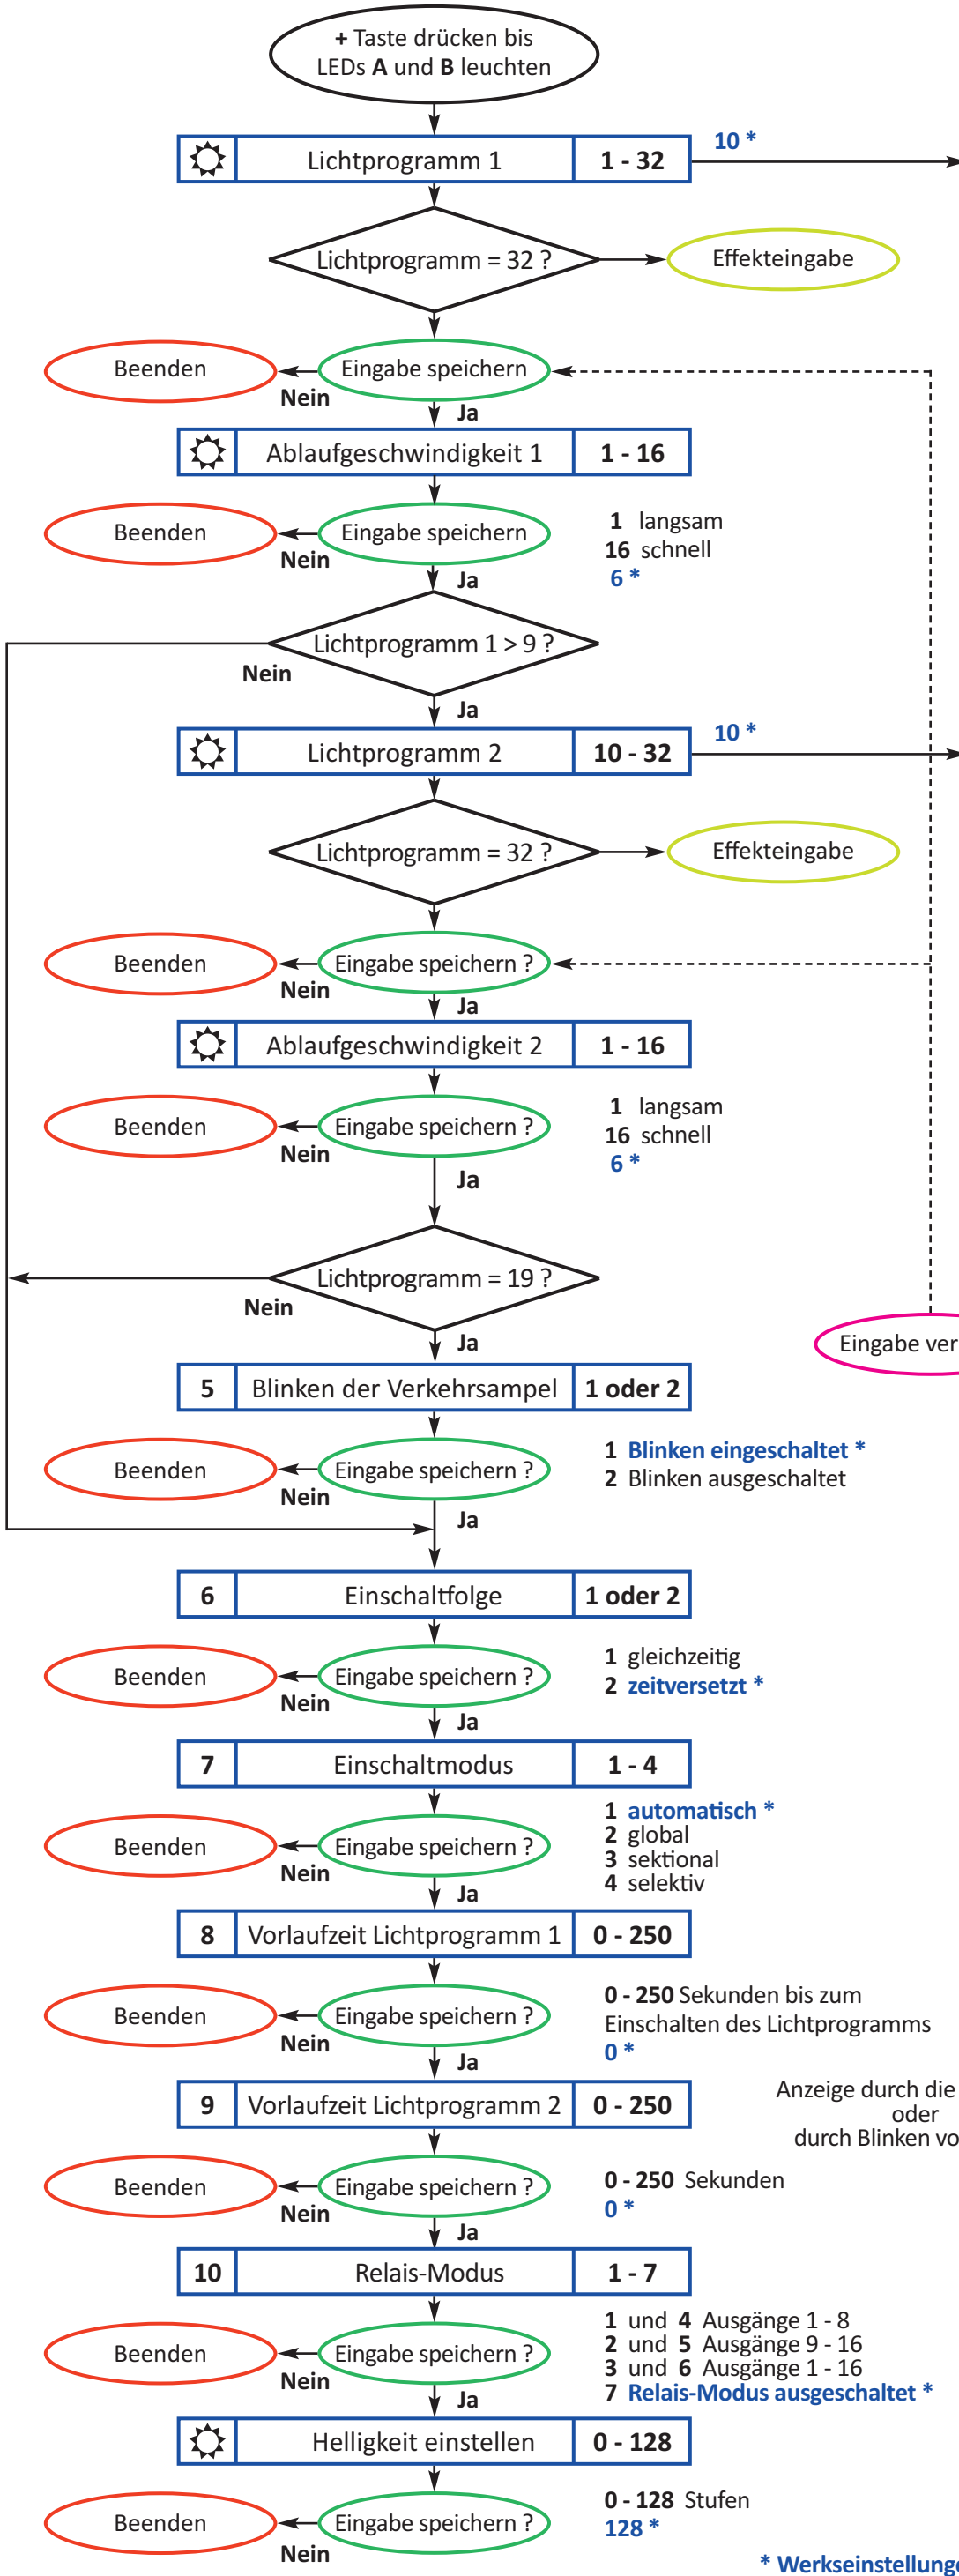 + Taste drücken bis
LEDs A und B leuchten
Lichtprogramm 1 1 - 32 10 *
Lichtprogramm = 32 ? Effekteingabe
Beenden Eingabe speichern
Nein Ja
Ablaufgeschwindigkeit 1 1 - 16
Beenden Eingabe speichern
Nein Ja
1 langsam
16 schnell
6 *
Lichtprogramm 1 > 9 ?
Nein
Ja
Lichtprogramm 2 10 - 32 10 *
Lichtprogramm = 32 ? Effekteingabe
Beenden Eingabe speichern ?
Nein Ja
Ablaufgeschwindigkeit 2 1 - 16
Beenden Eingabe speichern ?
Nein
Ja
1 langsam
16 schnell
6 *
Lichtprogramm = 19 ?
Nein
Ja
Eingabe ver
5 Blinken der Verkehrsampel 1 oder 2
Beenden Eingabe speichern ?
Nein
Ja
1 Blinken eingeschaltet *
2 Blinken ausgeschaltet
6 Einschaltfolge 1 oder 2
Beenden Eingabe speichern ?
Nein
Ja
1 gleichzeitig
2 zeitversetzt *
7 Einschaltmodus 1 - 4
Beenden Eingabe speichern ?
Nein
Ja
1 automatisch *
2 global
3 sektional
4 selektiv
8 Vorlaufzeit Lichtprogramm 1 0 - 250
Beenden Eingabe speichern ?
Nein
Ja
0 - 250 Sekunden bis zum
Einschalten des Lichtprogramms
0 *
9 Vorlaufzeit Lichtprogramm 2 0 - 250
Anzeige durch die
oder
durch Blinken vo
Beenden Eingabe speichern ?
Nein
Ja
0 - 250 Sekunden
0 *
10 Relais-Modus 1 - 7
Beenden Eingabe speichern ?
Nein
Ja
1 und 4 Ausgänge 1 - 8
2 und 5 Ausgänge 9 - 16
3 und 6 Ausgänge 1 - 16
7 Relais-Modus ausgeschaltet *
Helligkeit einstellen 0 - 128
Beenden Eingabe speichern ?
Nein
0 - 128 Stufen
128 *
* Werkseinstellunge